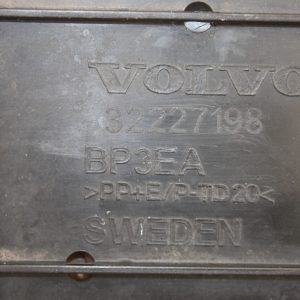 VOLVO
32227198
BP3EA
>PP+E/P-TD20<
SWEDEN